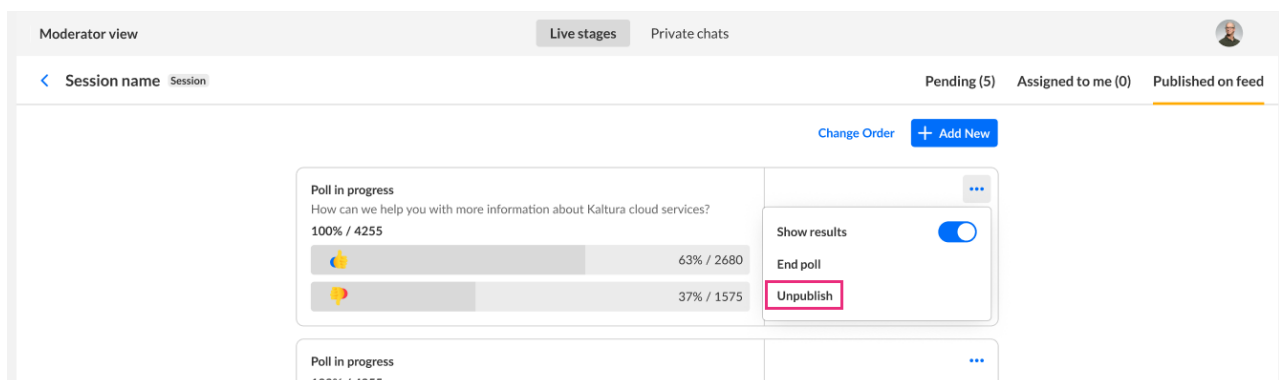 Moderator view
Live stages
Private chats
Session name
Session
Pending (5)
Assigned to me (0)
Published on feed
Change Order
+ Add New
Poll in progress
How can we help you with more information about Kaltura cloud services?
100% / 4255
63% / 2680
37% / 1575
Show results
End poll
Unpublish
Poll in progress